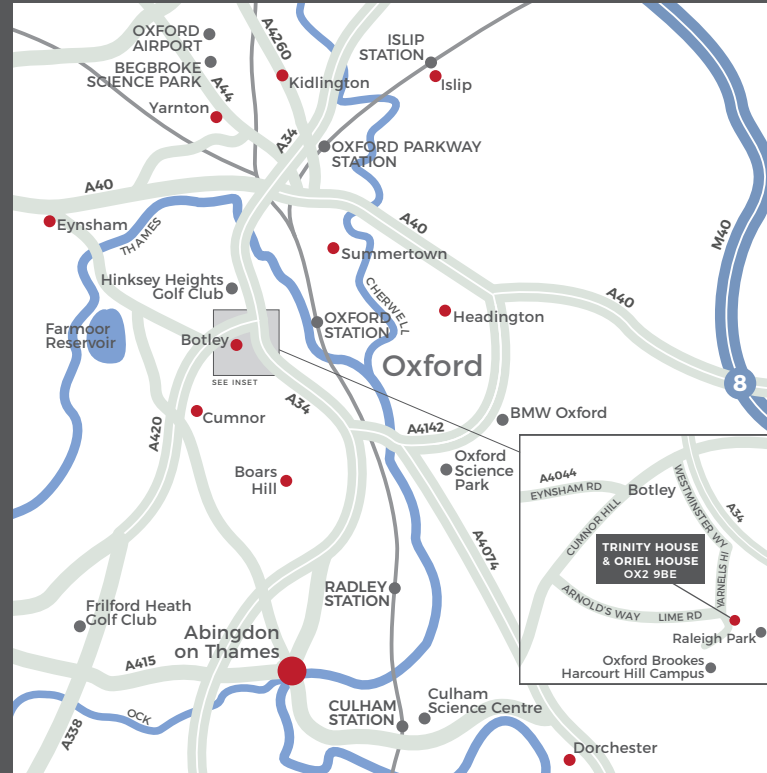 OXFORD
AIRPORT
A4260
ISLIP
STATION
BEGBROKE
SCIENCE PARK
A44
Kidlington
Islip
Yarnton
A34
OXFORD PARKWAY
STATION
A40
Eynsham
THAMES
A40
M40
Summertown
Hinksey Heights
Golf Club
CHERWELL
A40
Farmoor
Reservoir
OXFORD
STATION
Headington
Botley
Oxford
SEE INSET
8
A34
Cumnor
BMW Oxford
A420
A4142
Boars
Hill
Oxford
Science
Park
A4044
EYNSHAM RD
Botley
WESTMINSTER WY
A34
CUMNOR HILL
TRINITY HOUSE
& ORIEL HOUSE
OX2 9BE
YARNELLS HI
ARNOLD'S WAY
LIME RD
Raleigh Park
Oxford Brookes
Harcourt Hill Campus
A4074
RADLEY
STATION
Frilford Heath
Golf Club
Abingdon
on Thames
A415
OCK
A338
CULHAM
STATION
Culham
Science Centre
Dorchester